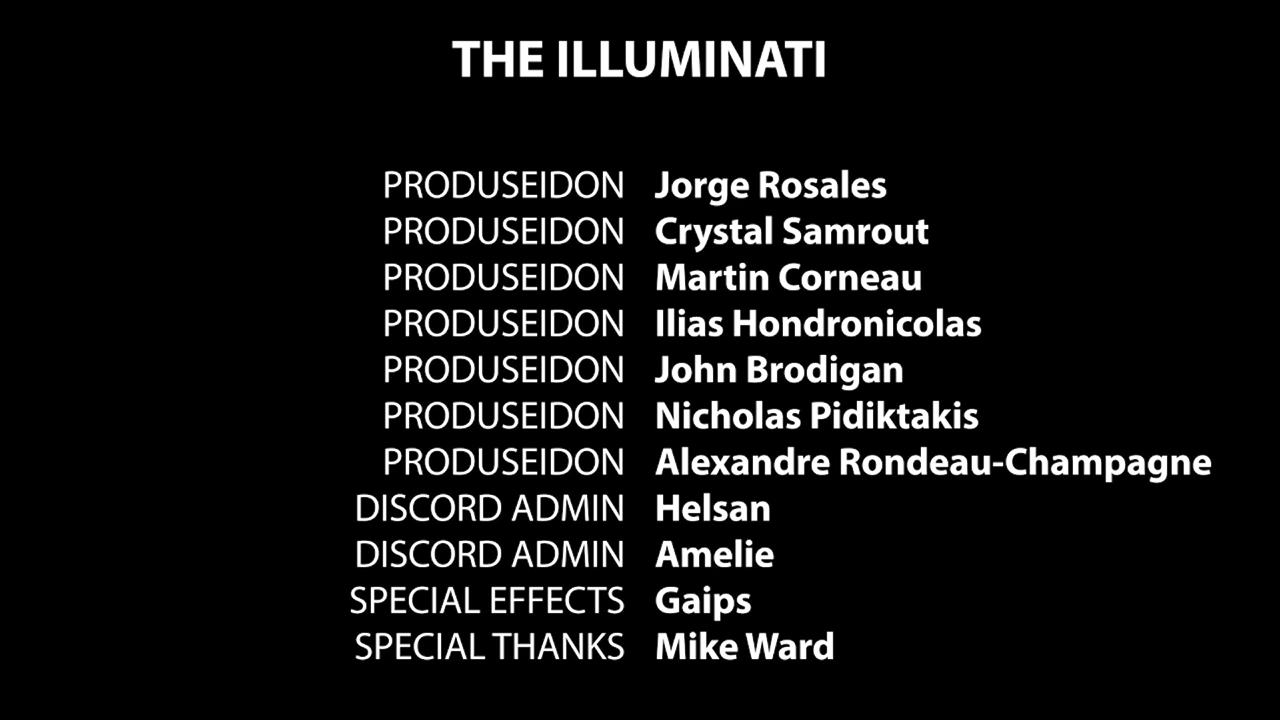 THE ILLUMINATI
PRODUSEIDON Jorge Rosales
PRODUSEIDON Crystal Samrout
PRODUSEIDON Martin Corneau
PRODUSEIDON Ilias Hondronicolas
PRODUSEIDON John Brodigan
PRODUSEIDON Nicholas Pidiktakis
PRODUSEIDON Alexandre Rondeau-Champagne
DISCORD ADMIN Helsan
DISCORD ADMIN Amelie
SPECIAL EFFECTS Gaips
SPECIAL THANKS Mike Ward